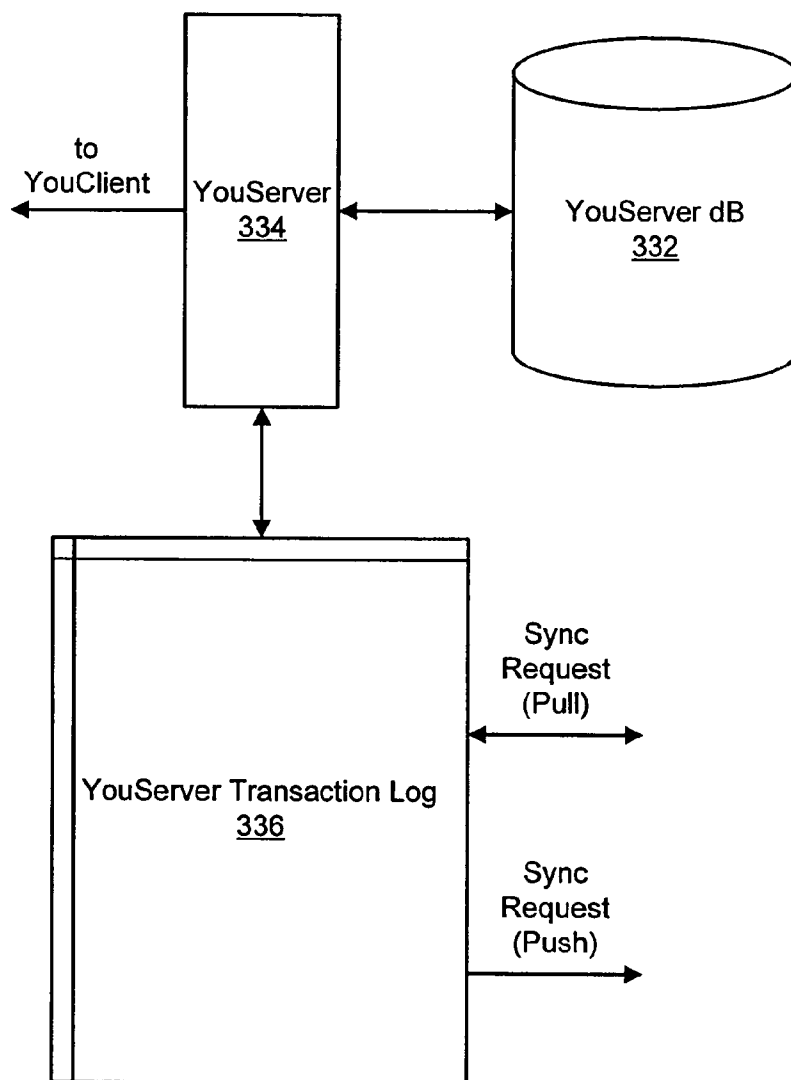 to
YouClient
YouServer
334
YouServer dB
332
Sync
Request
(Pull)
YouServer Transaction Log
336
Sync
Request
(Push)